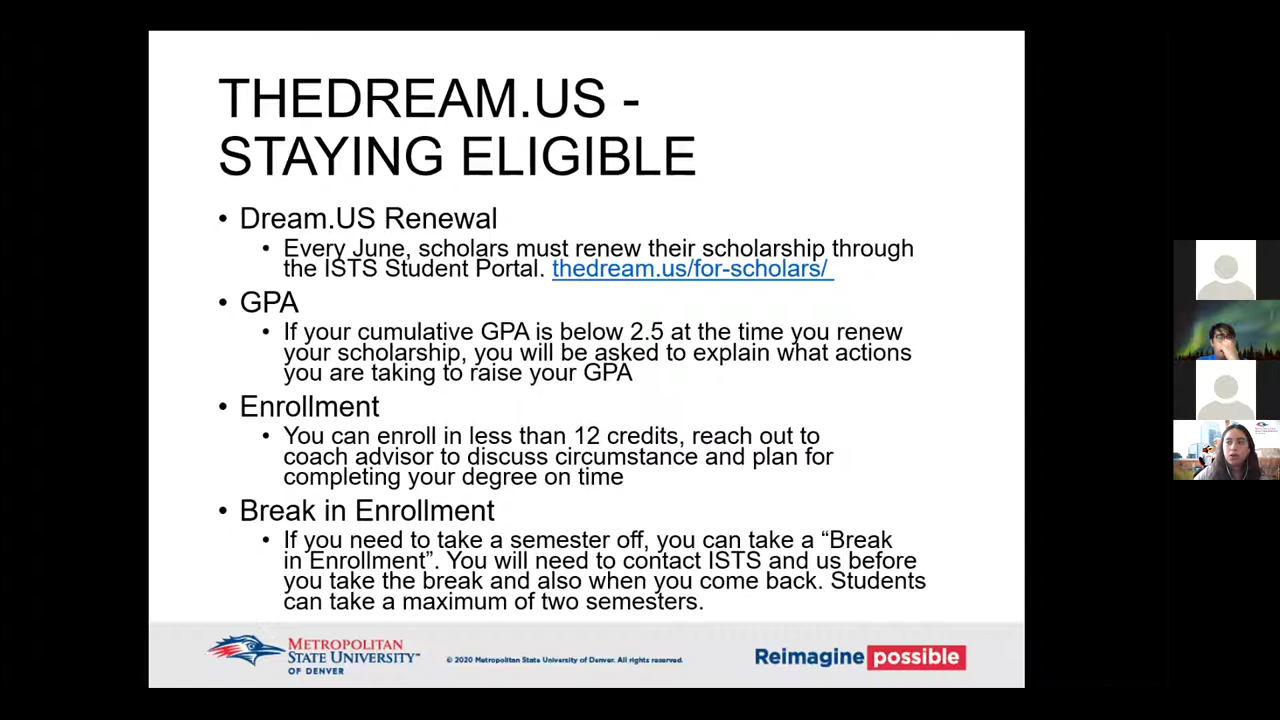 THEDREAM.US -
STAYING ELIGIBLE
• Dream.US Renewal
• Every June, scholars must renew their scholarship through
the ISTS Student Portal. thedream.us/for-scholars/
• GPA
• If your cumulative GPA is below 2.5 at the time you renew
your scholarship, you will be asked to explain what actions
you are taking to raise your GPA
• Enrollment
• You can enroll in less than 12 credits, reach out to
coach advisor to discuss circumstance and plan for
completing your degree on time
• Break in Enrollment
• If you need to take a semester off, you can take a “Break
in Enrollment”. You will need to contact ISTS and us before
you take the break and also when you come back. Students
can take a maximum of two semesters.
METROPOLITAN
STATE UNIVERSITY™
OF DENVER
© 2020 Metropolitan State University of Denver. All rights reserved.
Reimagine possible